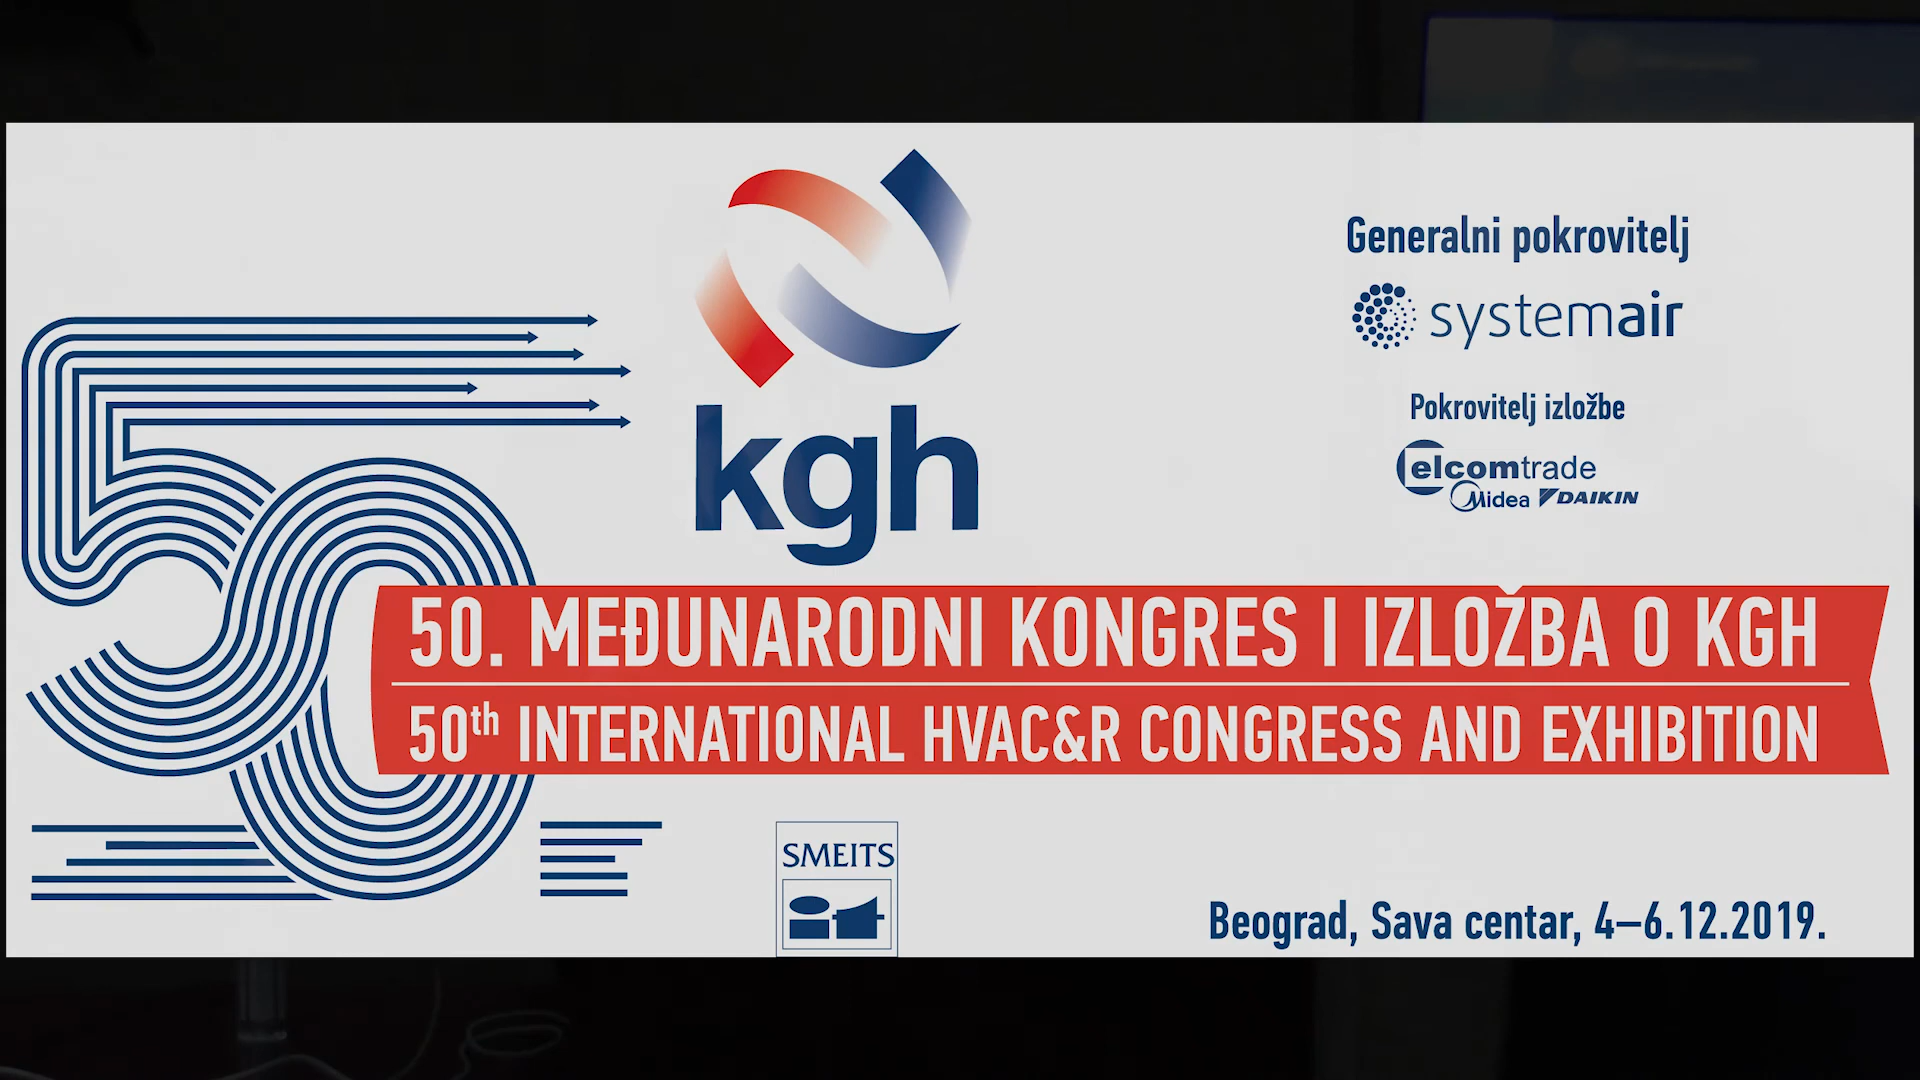 kgh
Generalni pokrovitelj
systemair
Pokrovitelj izložbe
elcomtrade
Midea DAIKIN
50. MEĐUNARODNI KONGRES I IZLOŽBA O KGH
50th INTERNATIONAL HVAC&R CONGRESS AND EXHIBITION
SMEITS
Beograd, Sava centar, 4–6.12.2019.